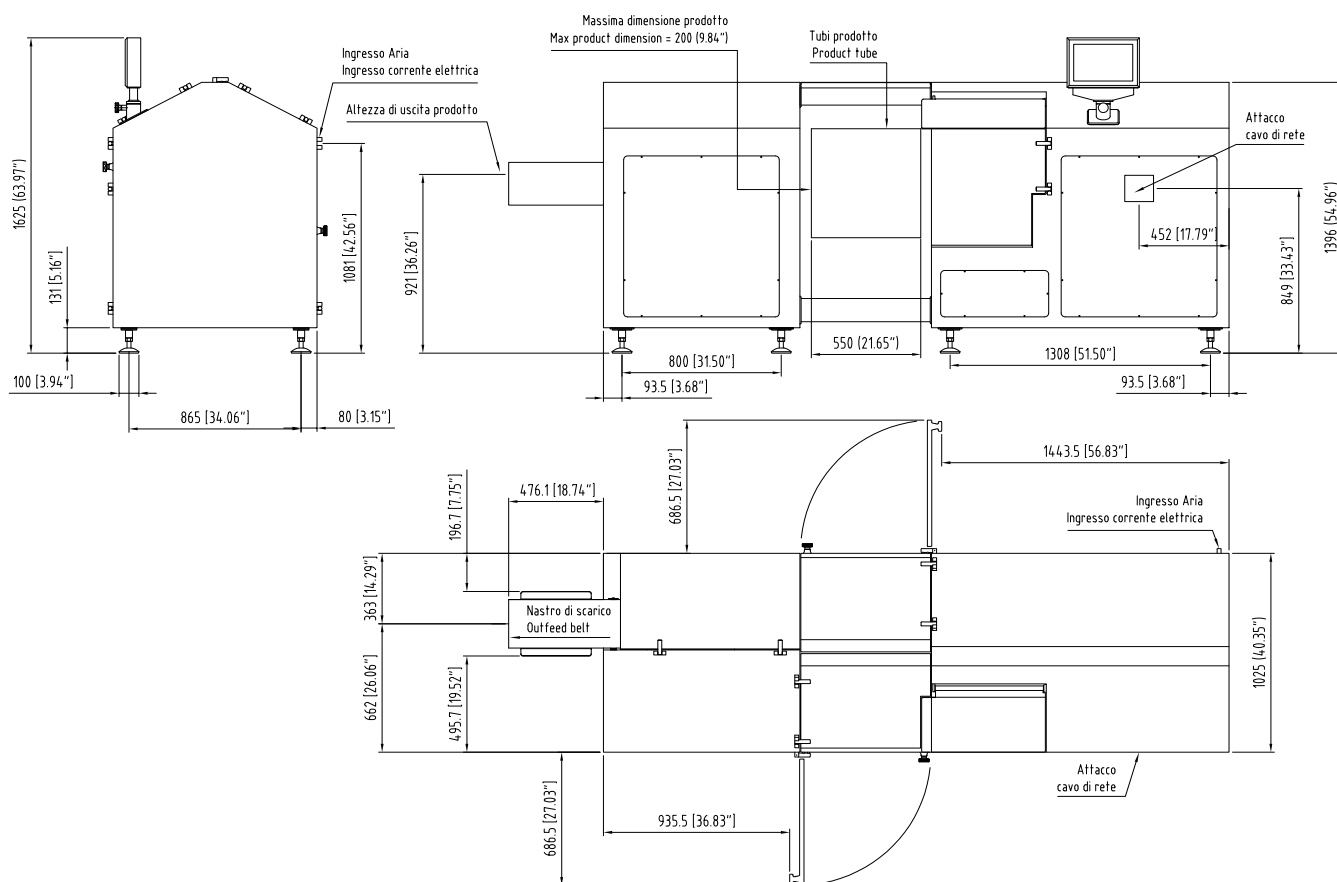 Massima dimensione prodotto
Max product dimension = 200 (9.84")
Tubi prodotto
Product tube
Ingresso Aria
Ingresso corrente elettrica
Altezza di uscita prodotto
Attacco
cavo di rete
1625 (63.97")
131 [5.16"]
1081 [42.56"]
921 [36.26"]
452 [17.79"]
849 [33.43"]
1396 (54.96")
100 [3.94"]
865 [34.06"]
80 [3.15"]
800 (31.50")
93.5 [3.68"]
550 (21.65")
1308 (51.50")
93.5 [3.68"]
686.5 [27.03"]
1443.5 [56.83"]
196.7 [7.75"]
476.1 [18.74"]
Ingresso Aria
Ingresso corrente elettrica
363 [14.29"]
Nastro di scarico
Outfeed belt
662 [26.06"]
495.7 [19.52"]
1025 (40.35")
Attacco
cavo di rete
686.5 [27.03"]
935.5 [36.83"]